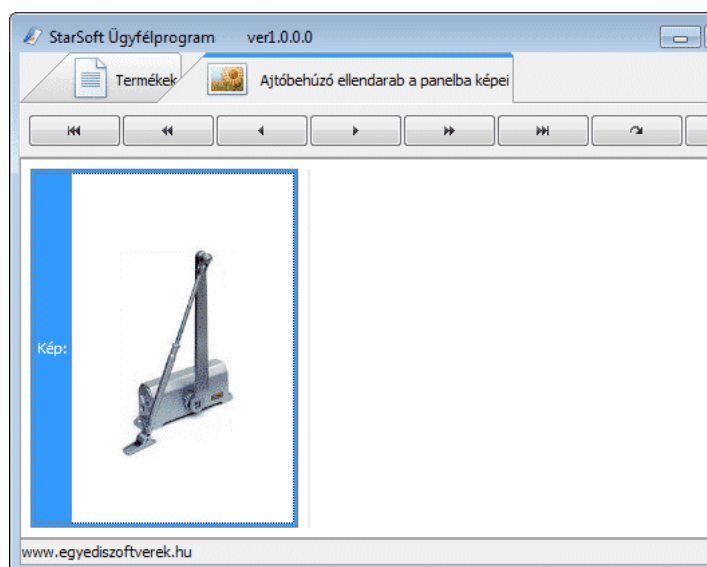 StarSoft Ügyfélprogram ver1.0.0.0
Termékek
Ajtóbehúzó ellendarab a panelba képei
Kép:
www.egyediszoftverek.hu